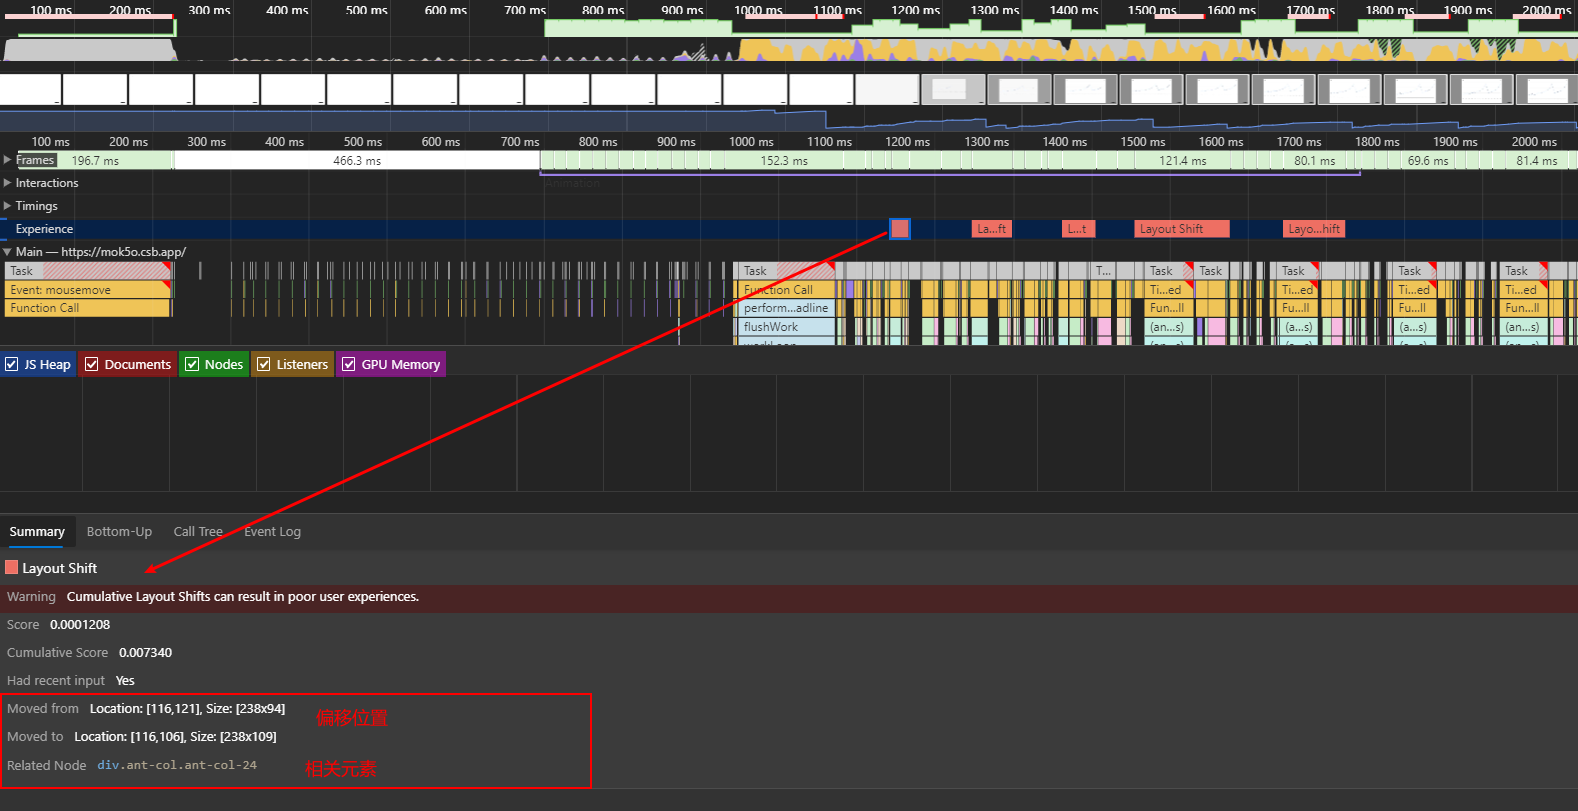 100 ms 200 ms 300 ms 400 ms 500 ms 600 ms 700 ms 800 ms 900 ms 1000 ms 1100 ms 1200 ms 1300 ms 1400 ms 1500 ms 1600 ms 1700 ms 1800 ms 1900 ms 2000 ms
100 ms 200 ms 300 ms 400 ms 500 ms 600 ms 700 ms 800 ms 900 ms 1000 ms 1100 ms 1200 ms 1300 ms 1400 ms 1500 ms 1600 ms 1700 ms 1800 ms 1900 ms 2000 ms
Frames 196.7 ms 466.3 ms 152.3 ms 121.4 ms 80.1 ms 69.6 ms 81.4 ms
Interactions Animation
Timings
Experience La...ft L...t Layout Shift Layo...hift
Main — https://mok5o.csb.app/
Task Task T... Task Task Task Task Task
Event: mousemove Function Call Ti...ed Ti...ed Ti...ed Ti...ed
Function Call perform...adline Fun...ll Fu...ll Fu...ll Fun...ll
flushWork (an...s) (a...s) (a...s) (an...s)
JS Heap Documents Nodes Listeners GPU Memory
Summary Bottom-Up Call Tree Event Log
Layout Shift
Warning Cumulative Layout Shifts can result in poor user experiences.
Score 0.0001208
Cumulative Score 0.007340
Had recent input Yes
Moved from Location: [116,121], Size: [238x94] 偏移位置
Moved to Location: [116,106], Size: [238x109]
Related Node div.ant-col.ant-col-24 相关元素